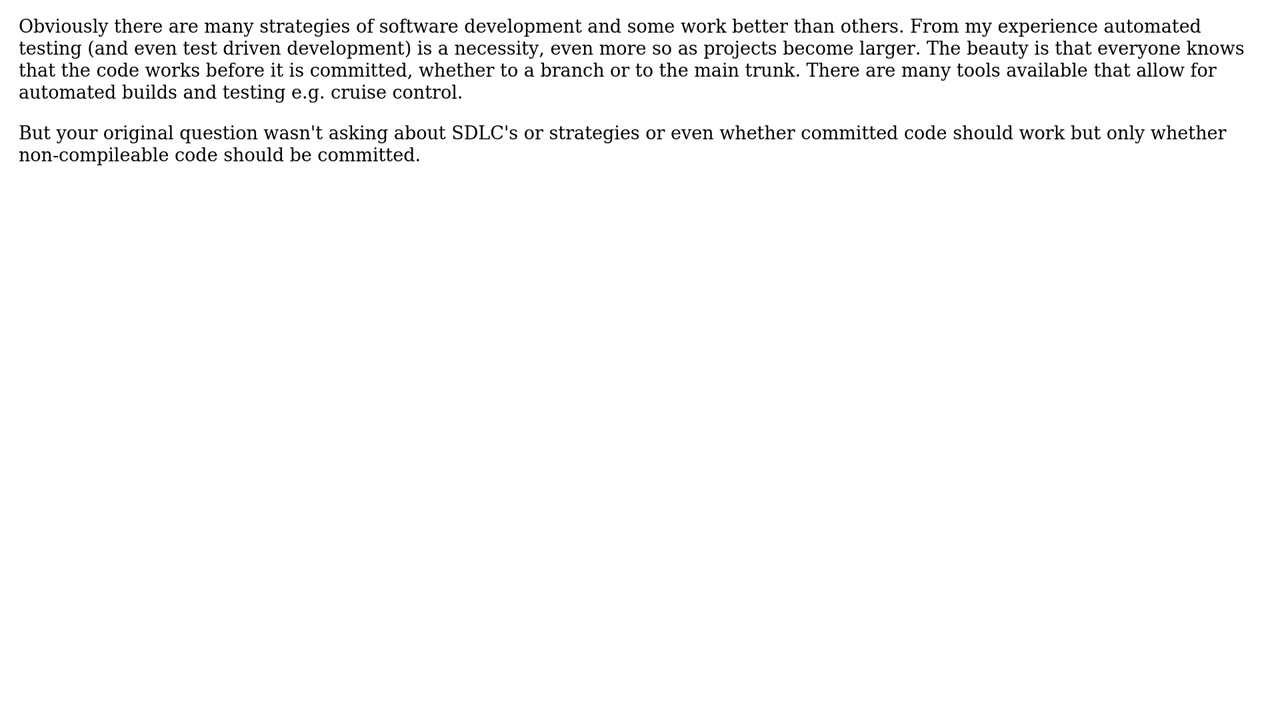 Obviously there are many strategies of software development and some work better than others. From my experience automated
testing (and even test driven development) is a necessity, even more so as projects become larger. The beauty is that everyone knows
that the code works before it is committed, whether to a branch or to the main trunk. There are many tools available that allow for
automated builds and testing e.g. cruise control.
But your original question wasn't asking about SDLC's or strategies or even whether committed code should work but only whether
non-compileable code should be committed.